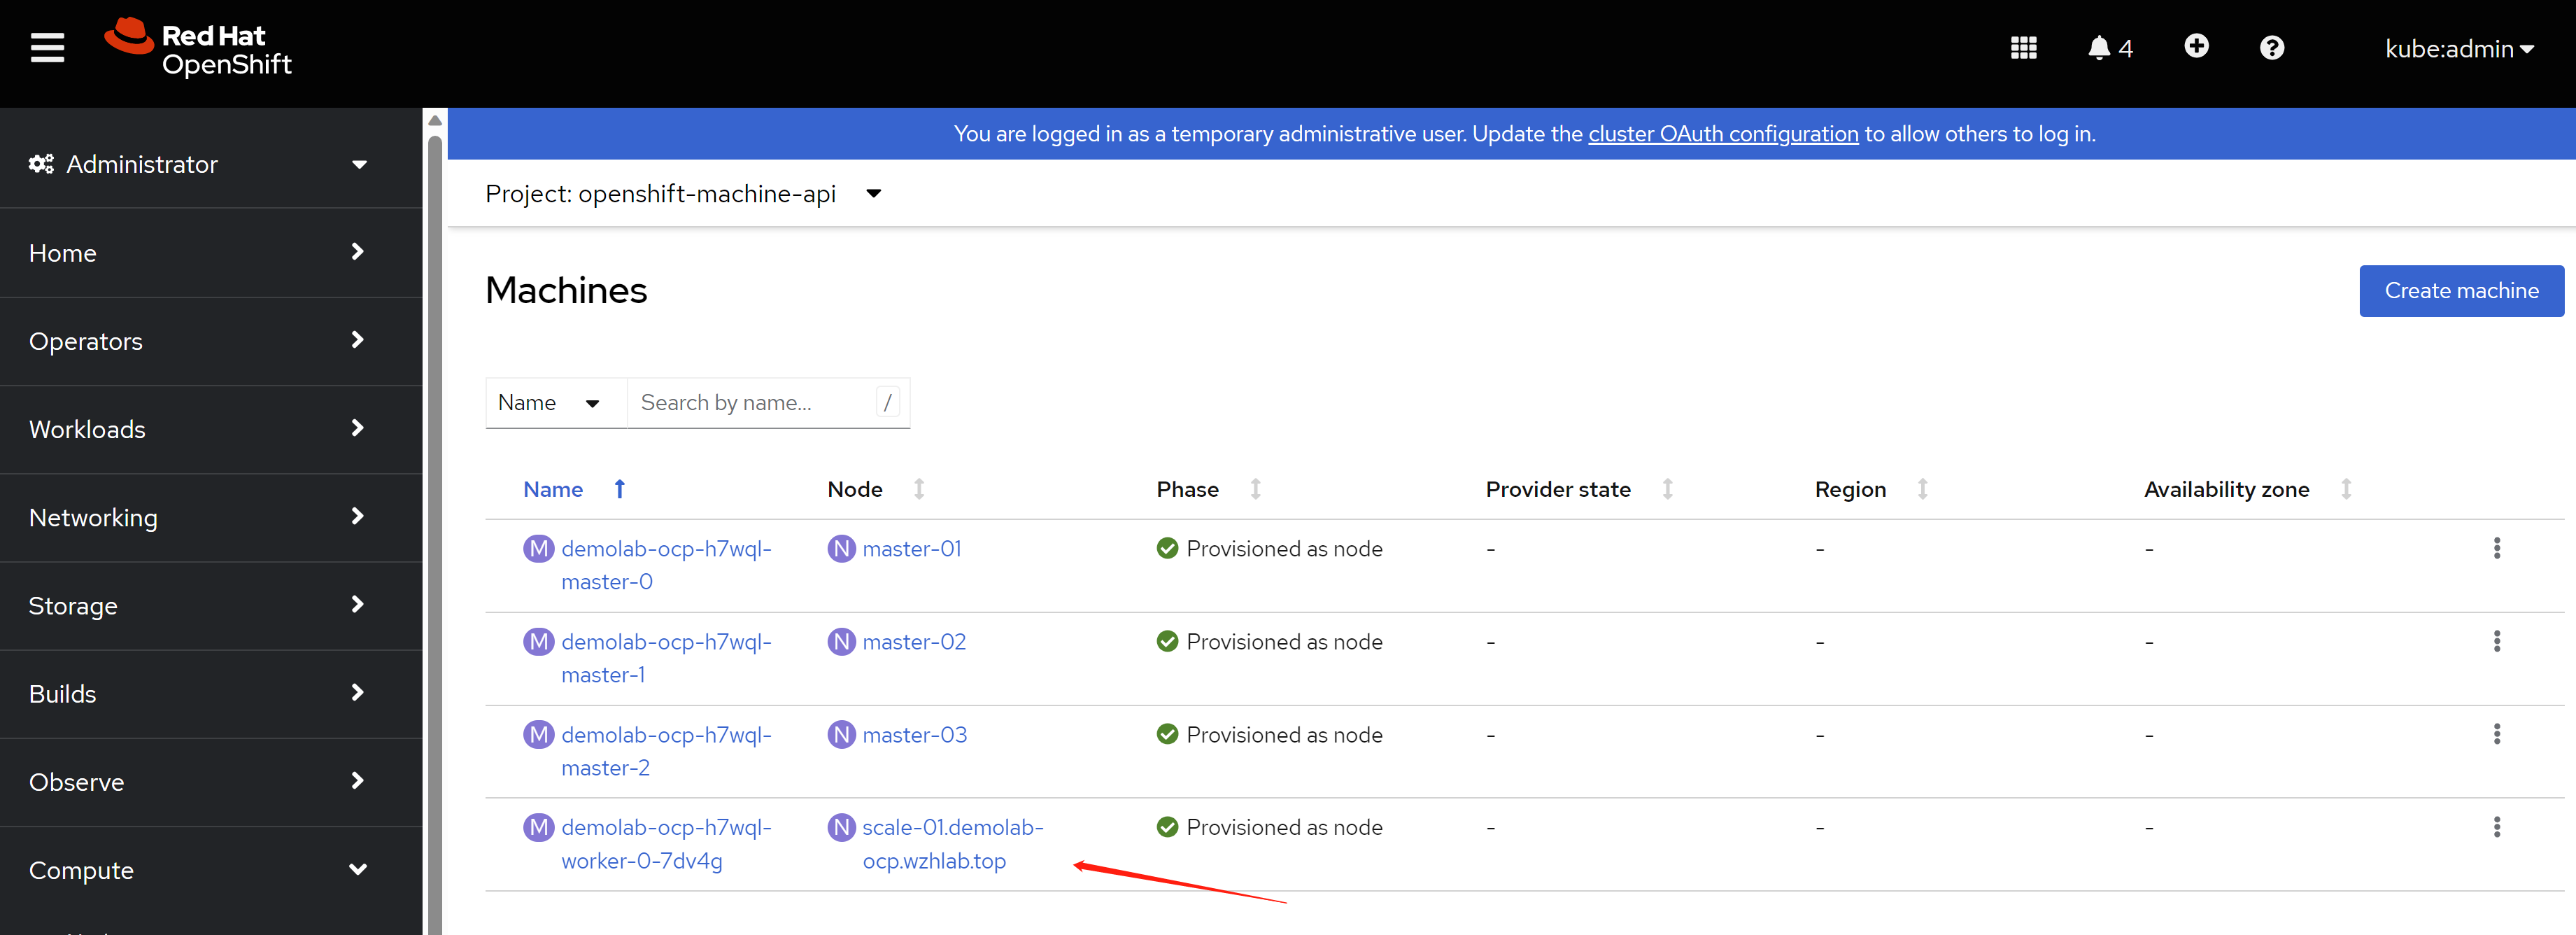 Red Hat
OpenShift
4
kube:admin
Administrator
You are logged in as a temporary administrative user. Update the cluster OAuth configuration to allow others to log in.
Project: openshift-machine-api
Home
Operators
Workloads
Networking
Storage
Builds
Observe
Compute
Machines
Create machine
Name
Search by name...
/
Name
Node
Phase
Provider state
Region
Availability zone
M demolab-ocp-h7wql-
master-0
N master-01
Provisioned as node
-
-
-
M demolab-ocp-h7wql-
master-1
N master-02
Provisioned as node
-
-
-
M demolab-ocp-h7wql-
master-2
N master-03
Provisioned as node
-
-
-
M demolab-ocp-h7wql-
worker-0-7dv4g
N scale-01.demolab-
ocp.wzhlab.top
Provisioned as node
-
-
-